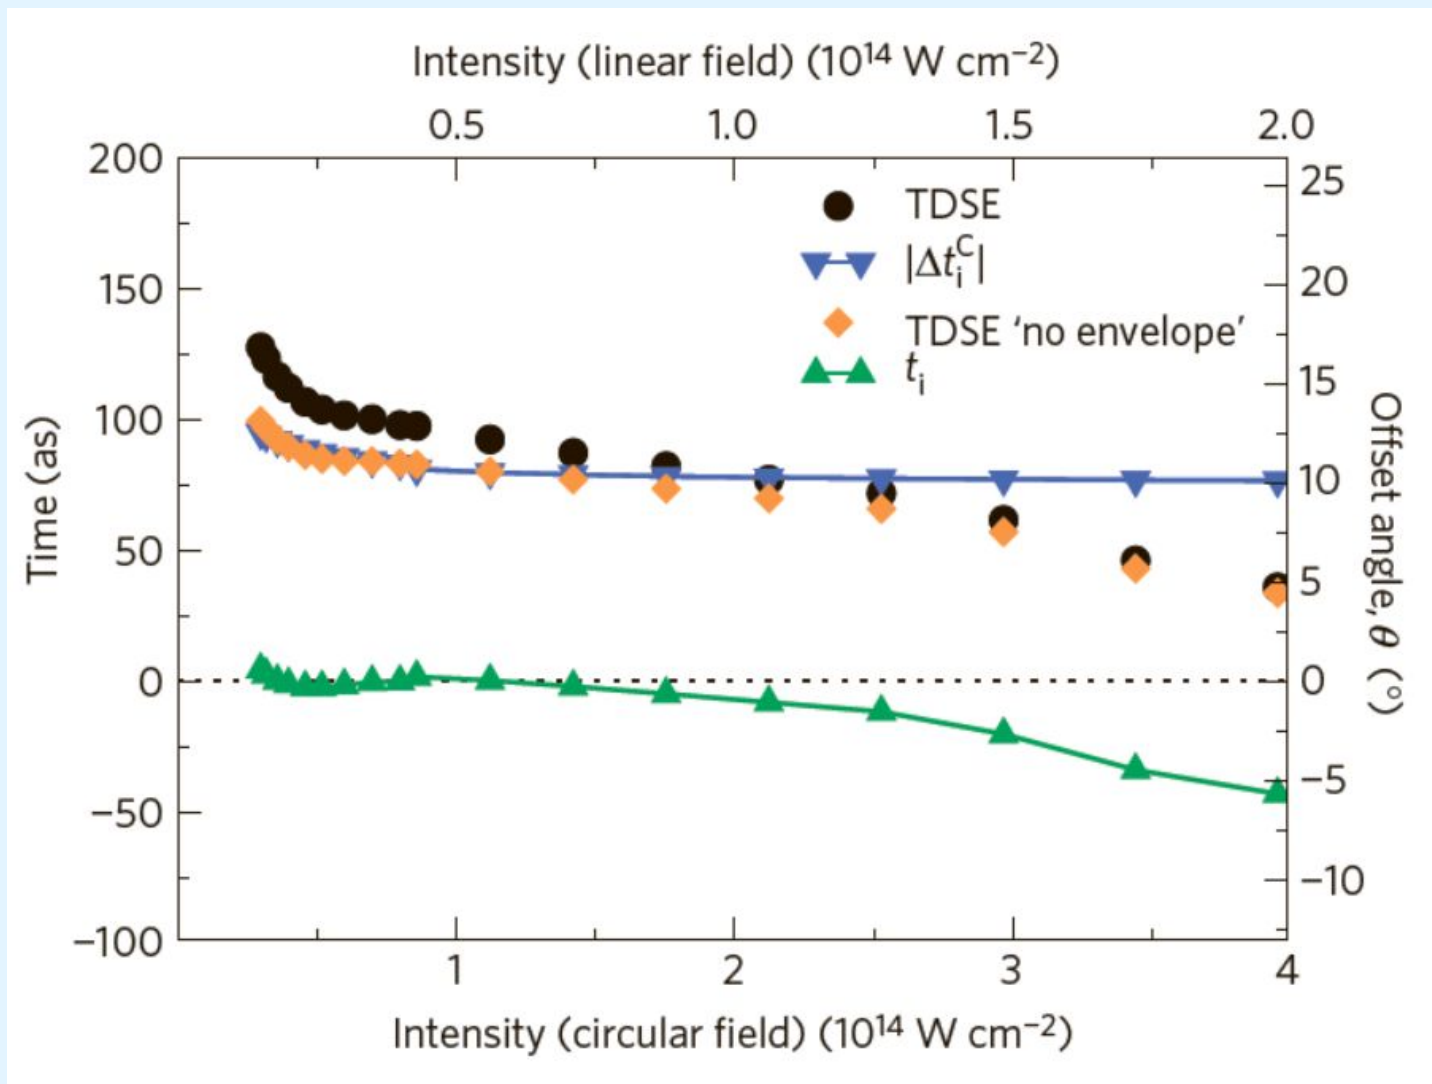 Intensity (linear field) (10¹⁴ W cm⁻²)
0.5 1.0 1.5 2.0
200
150
100
50
0
−50
−100
Time (as)
TDSE
|Δtᵢᶜ|
TDSE ‘no envelope’
tᵢ
25
20
15
10
5
0
−5
−10
Offset angle, θ (°)
1 2 3 4
Intensity (circular field) (10¹⁴ W cm⁻²)